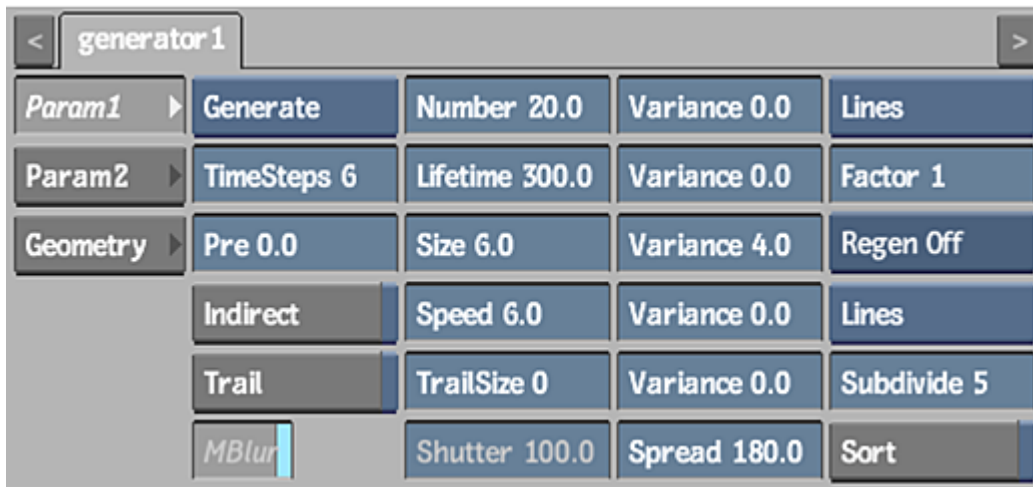 < generator1 >
Param1 Generate Number 20.0 Variance 0.0 Lines
Param2 TimeSteps 6 Lifetime 300.0 Variance 0.0 Factor 1
Geometry Pre 0.0 Size 6.0 Variance 4.0 Regen Off
Indirect Speed 6.0 Variance 0.0 Lines
Trail TrailSize 0 Variance 0.0 Subdivide 5
MBlur Shutter 100.0 Spread 180.0 Sort